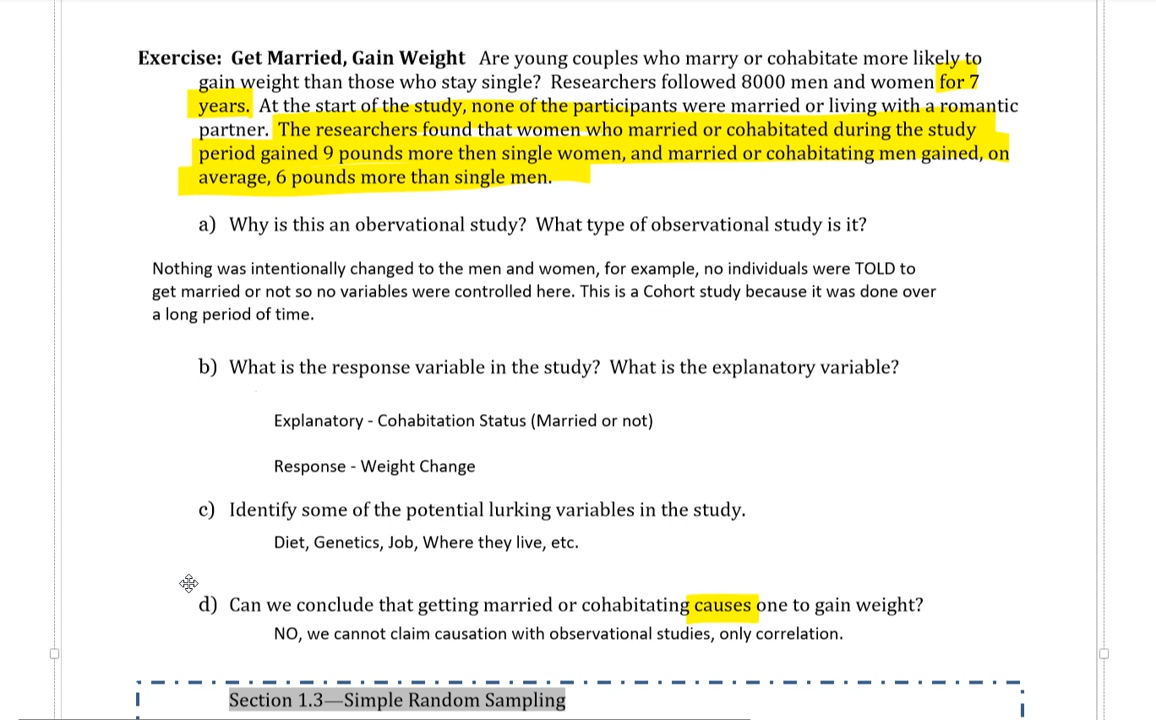 Exercise: Get Married, Gain Weight Are young couples who marry or cohabitate more likely to
gain weight than those who stay single? Researchers followed 8000 men and women for 7
years. At the start of the study, none of the participants were married or living with a romantic
partner. The researchers found that women who married or cohabitated during the study
period gained 9 pounds more then single women, and married or cohabitating men gained, on
average, 6 pounds more than single men.
a) Why is this an obervational study? What type of observational study is it?
Nothing was intentionally changed to the men and women, for example, no individuals were TOLD to
get married or not so no variables were controlled here. This is a Cohort study because it was done over
a long period of time.
b) What is the response variable in the study? What is the explanatory variable?
Explanatory - Cohabitation Status (Married or not)
Response - Weight Change
c) Identify some of the potential lurking variables in the study.
Diet, Genetics, Job, Where they live, etc.
d) Can we conclude that getting married or cohabitating causes one to gain weight?
NO, we cannot claim causation with observational studies, only correlation.
Section 1.3—Simple Random Sampling